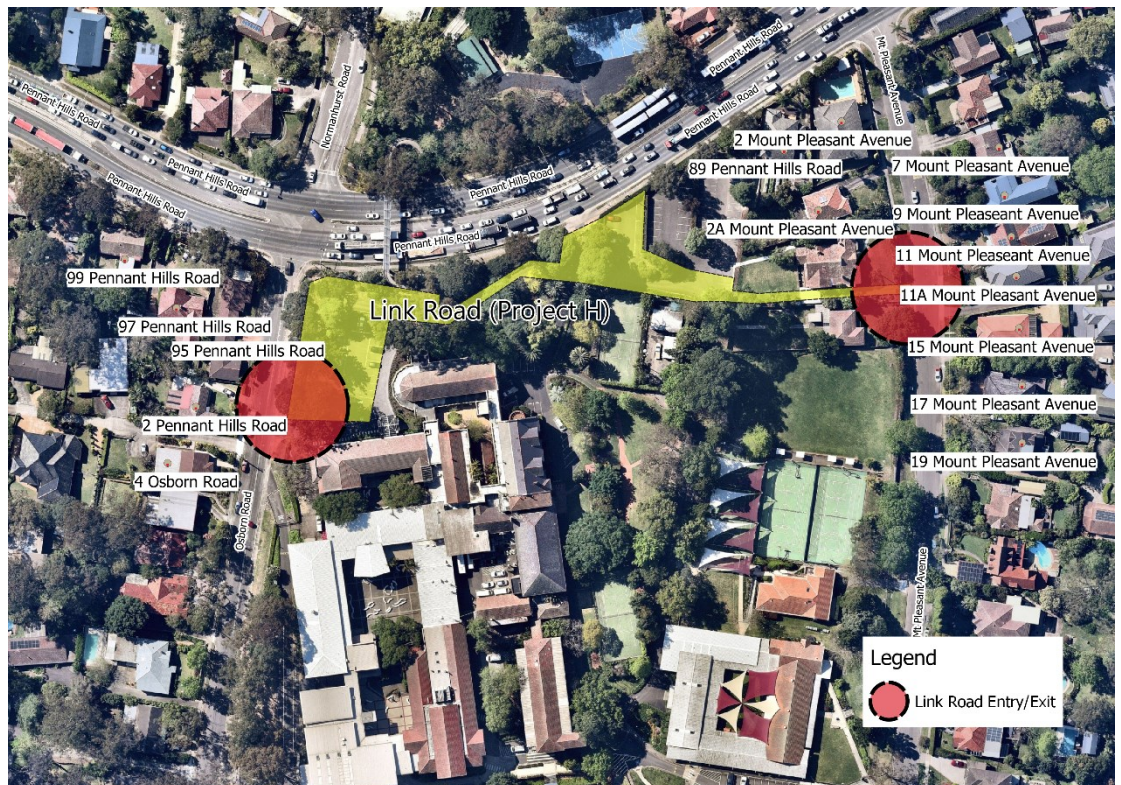 Pennant Hills Road
Mt Pleasant Avenue
Normanhurst Road
Pennant Hills Road
Pennant Hills Road
2 Mount Pleasant Avenue
Pennant Hills Road
89 Pennant Hills Road
7 Mount Pleasant Avenue
Pennant Hills Road
Pennant Hills Road
Pennant Hills Road
9 Mount Pleaseant Avenue
2A Mount Pleasant Avenue
Pennant Hills Road
11 Mount Pleaseant Avenue
99 Pennant Hills Road
11A Mount Pleasant Avenue
Link Road (Project H)
97 Pennant Hills Road
95 Pennant Hills Road
15 Mount Pleasant Avenue
17 Mount Pleasant Avenue
2 Pennant Hills Road
19 Mount Pleasant Avenue
4 Osborn Road
Osborn Road
Mt Pleasant Avenue
Legend
Link Road Entry/Exit